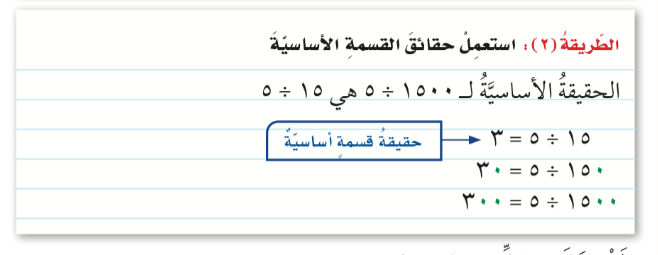 الطّريقةُ (٢): استعمِلْ حقائقَ القسمةِ الأساسيّةَ
الحقيقةُ الأساسيَّةُ لـ ١٥٠٠ ÷ ٥ هي ١٥ ÷ ٥
١٥ ÷ ٥ = ٣ حقيقةُ قسمةٍ أساسيّةٌ
١٥٠ ÷ ٥ = ٣٠
١٥٠٠ ÷ ٥ = ٣٠٠